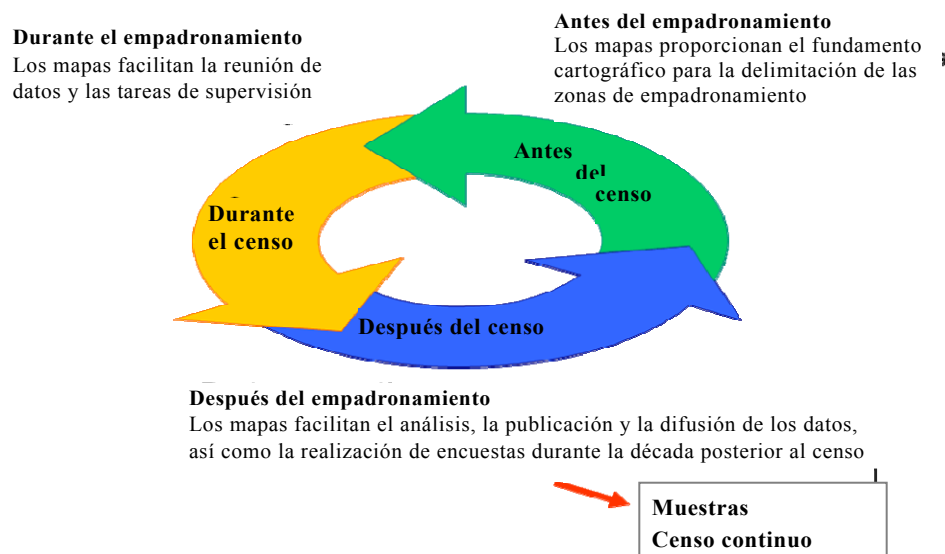 Durante el empadronamiento
Los mapas facilitan la reunión de
datos y las tareas de supervisión
Antes del empadronamiento
Los mapas proporcionan el fundamento
cartográfico para la delimitación de las
zonas de empadronamiento
Antes
del
censo
Durante
el censo
Después del censo
Después del empadronamiento
Los mapas facilitan el análisis, la publicación y la difusión de los datos,
así como la realización de encuestas durante la década posterior al censo
Muestras
Censo continuo